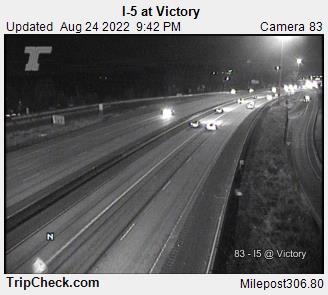 I-5 at Victory
Updated Aug 24 2022 9:42 PM Camera 83
T
N
83 - I5 @ Victory
TripCheck.com Milepost306.80